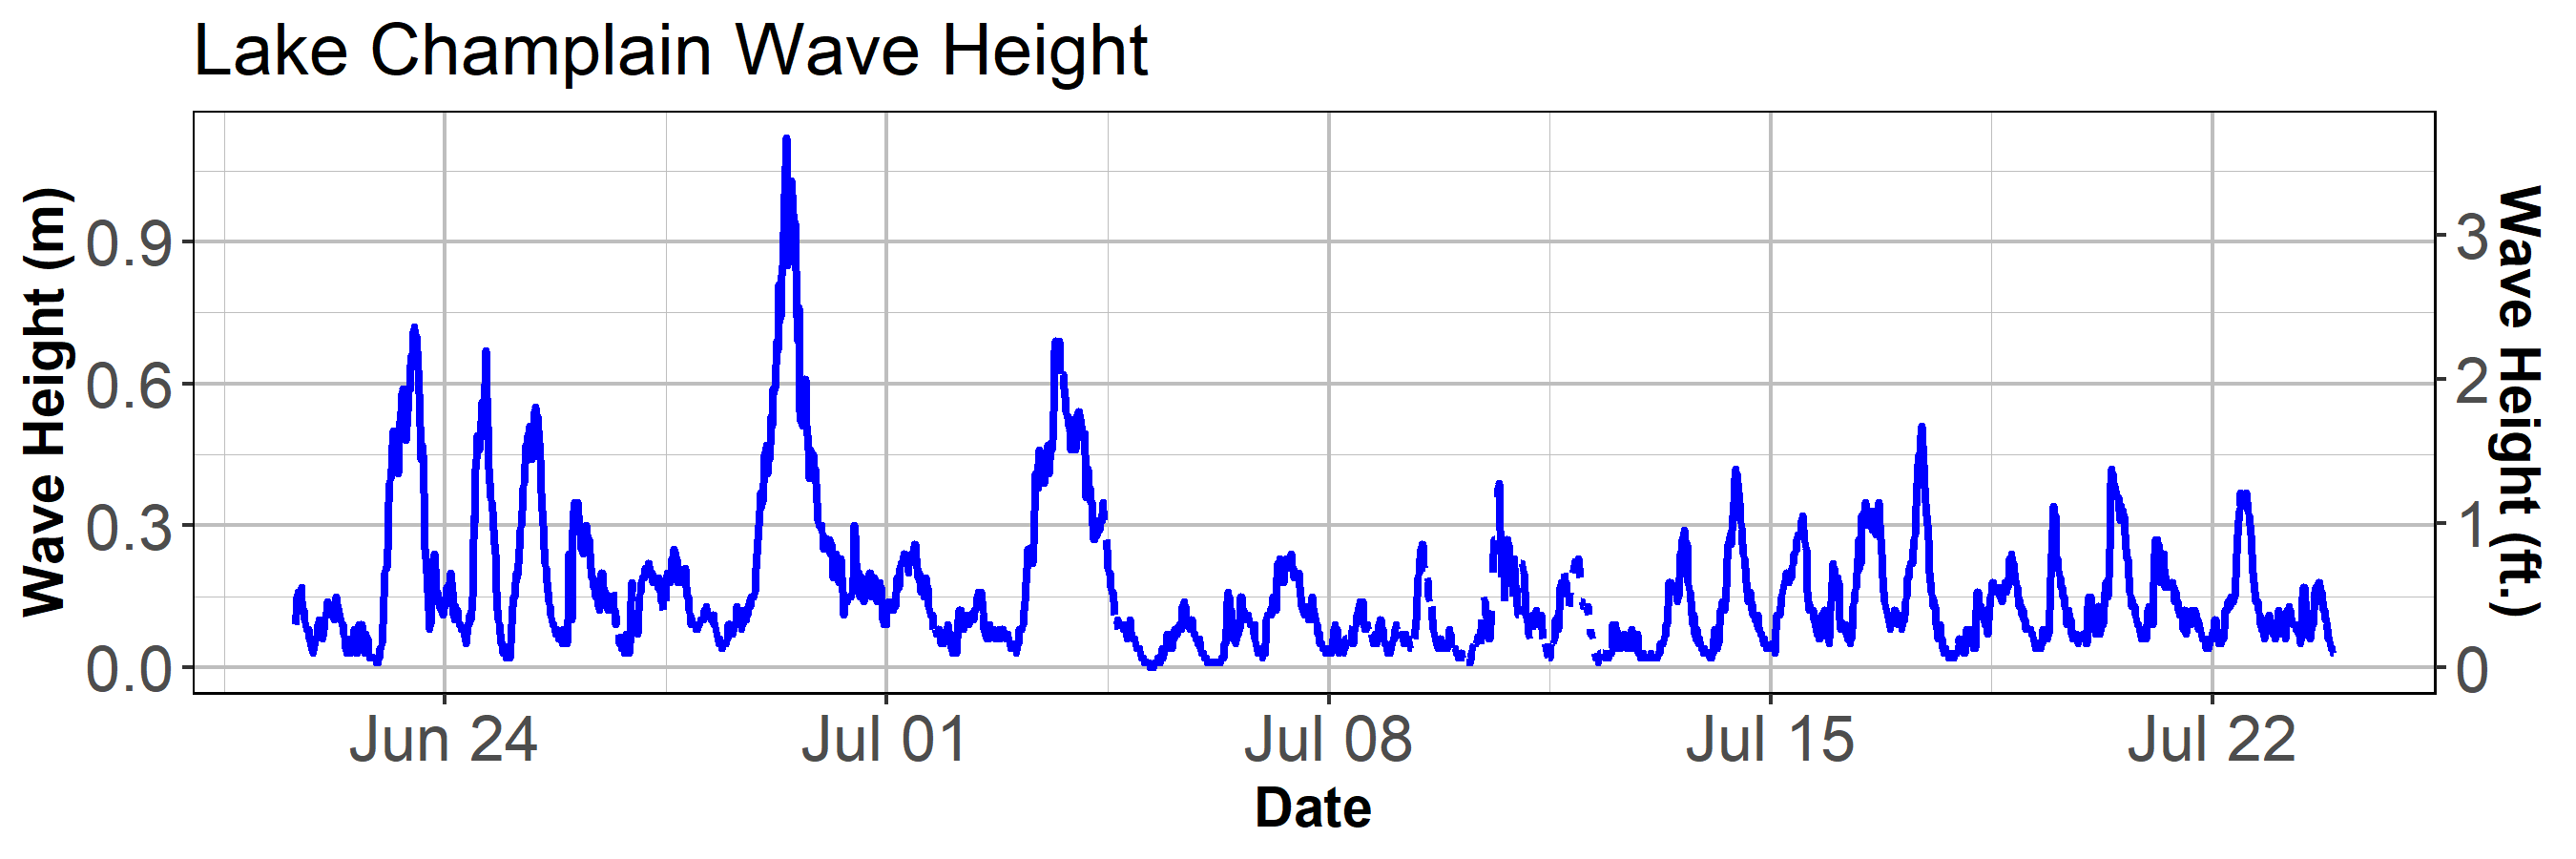 Lake Champlain Wave Height
Wave Height (m)
0.9
0.6
0.3
0.0
3
2
1
0
Wave Height (ft.)
Jun 24
Jul 01
Jul 08
Jul 15
Jul 22
Date